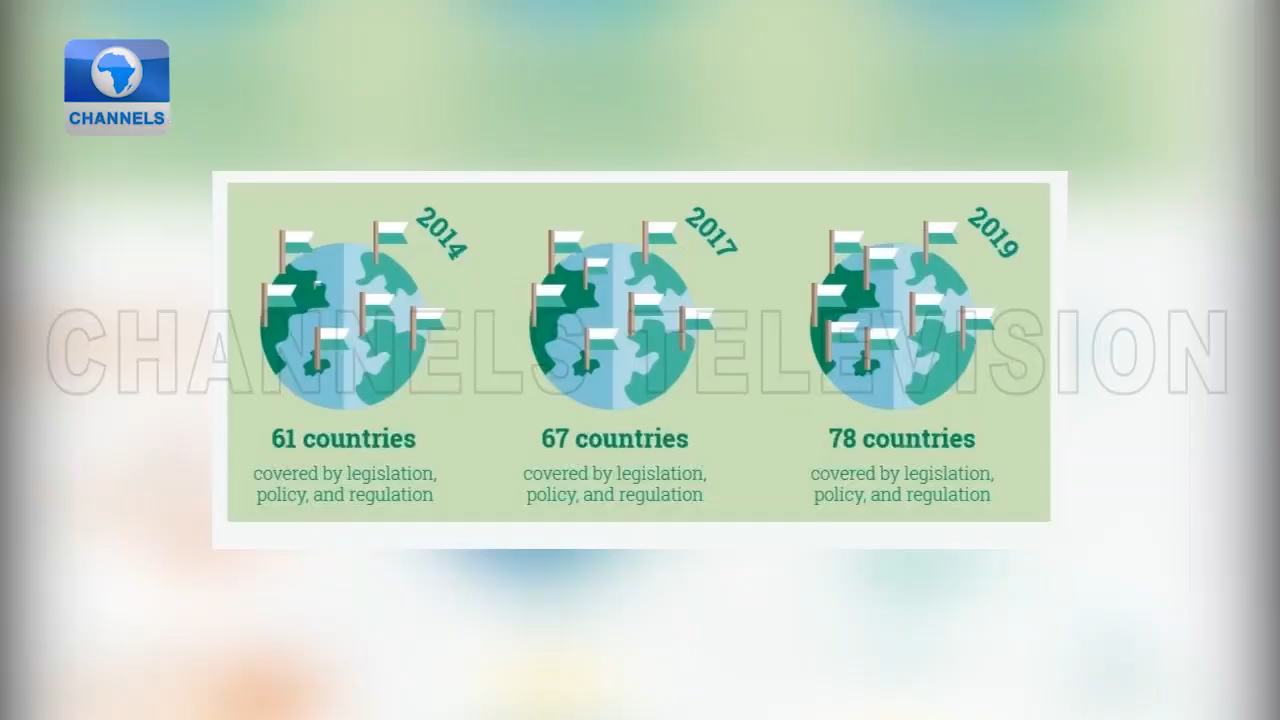 CHANNELS
2014
2017
2019
CHANNELS TELEVISION
61 countries
covered by legislation,
policy, and regulation
67 countries
covered by legislation,
policy, and regulation
78 countries
covered by legislation,
policy, and regulation